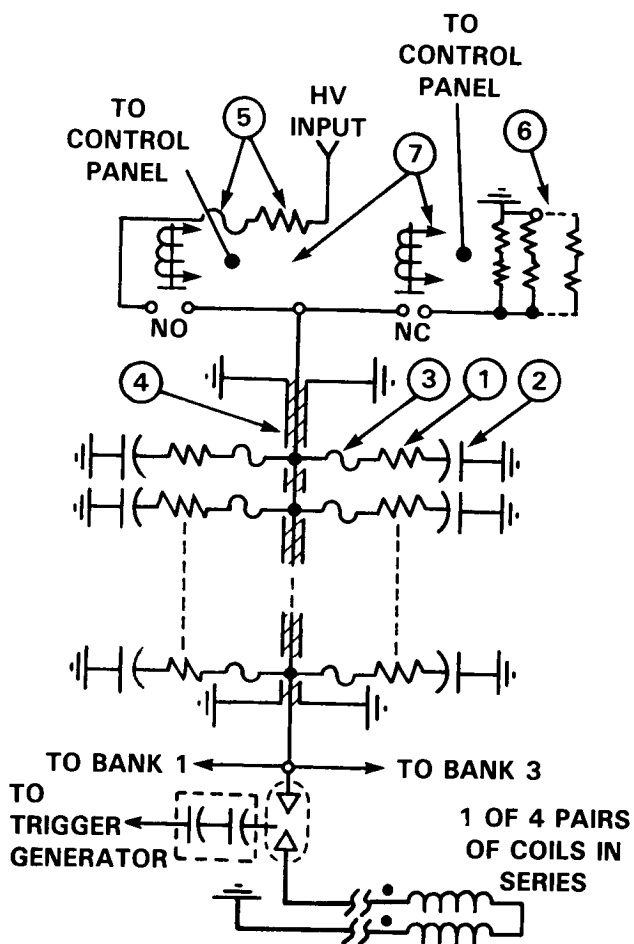 TO
CONTROL
PANEL
HV
INPUT
TO
CONTROL
PANEL
5
7
6
NO
NC
4
3
1
2
TO BANK 1
TO BANK 3
TO
TRIGGER
GENERATOR
1 OF 4 PAIRS
OF COILS IN
SERIES